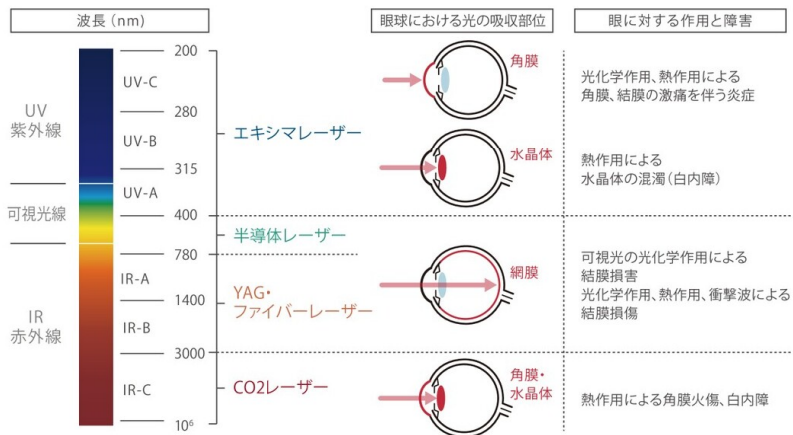 波長(nm)
眼球における光の吸収部位
眼に対する作用と障害
UV
紫外線
可視光線
IR
赤外線
200
UV-C
280
UV-B
315
UV-A
400
780
IR-A
1400
IR-B
3000
IR-C
10⁶
エキシマレーザー
半導体レーザー
YAG・
ファイバーレーザー
CO2レーザー
角膜
光化学作用、熱作用による
角膜、結膜の激痛を伴う炎症
水晶体
熱作用による
水晶体の混濁(白内障)
網膜
可視光の光化学作用による
結膜損害
光化学作用、熱作用、衝撃波による
結膜損傷
角膜・
水晶体
熱作用による角膜火傷、白内障